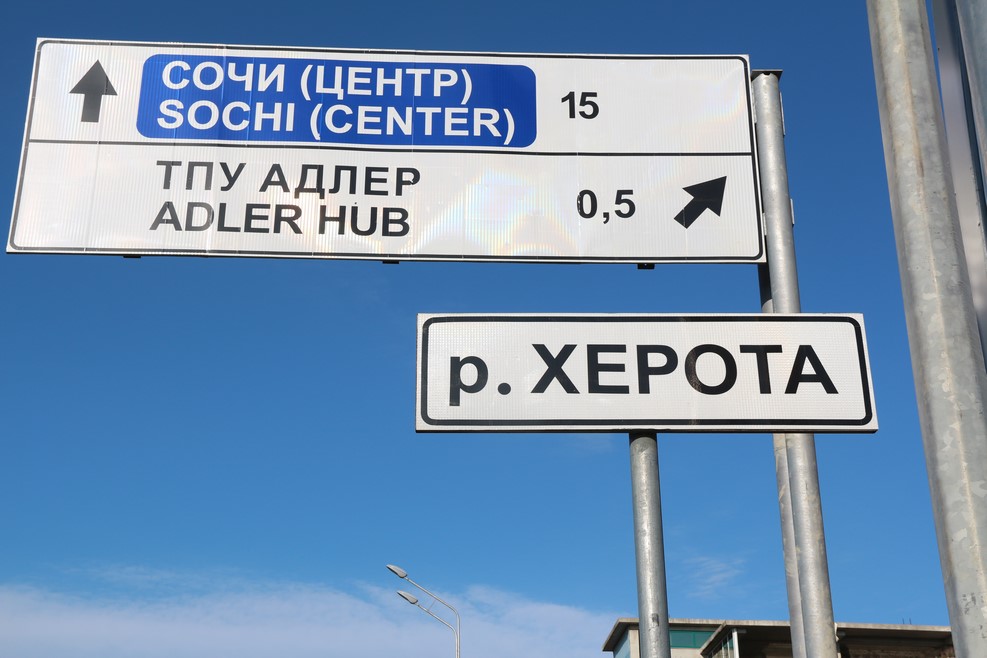 СОЧИ (ЦЕНТР)
SOCHI (CENTER)
15
ТПУ АДЛЕР
ADLER HUB
0,5
р. ХЕРОТА